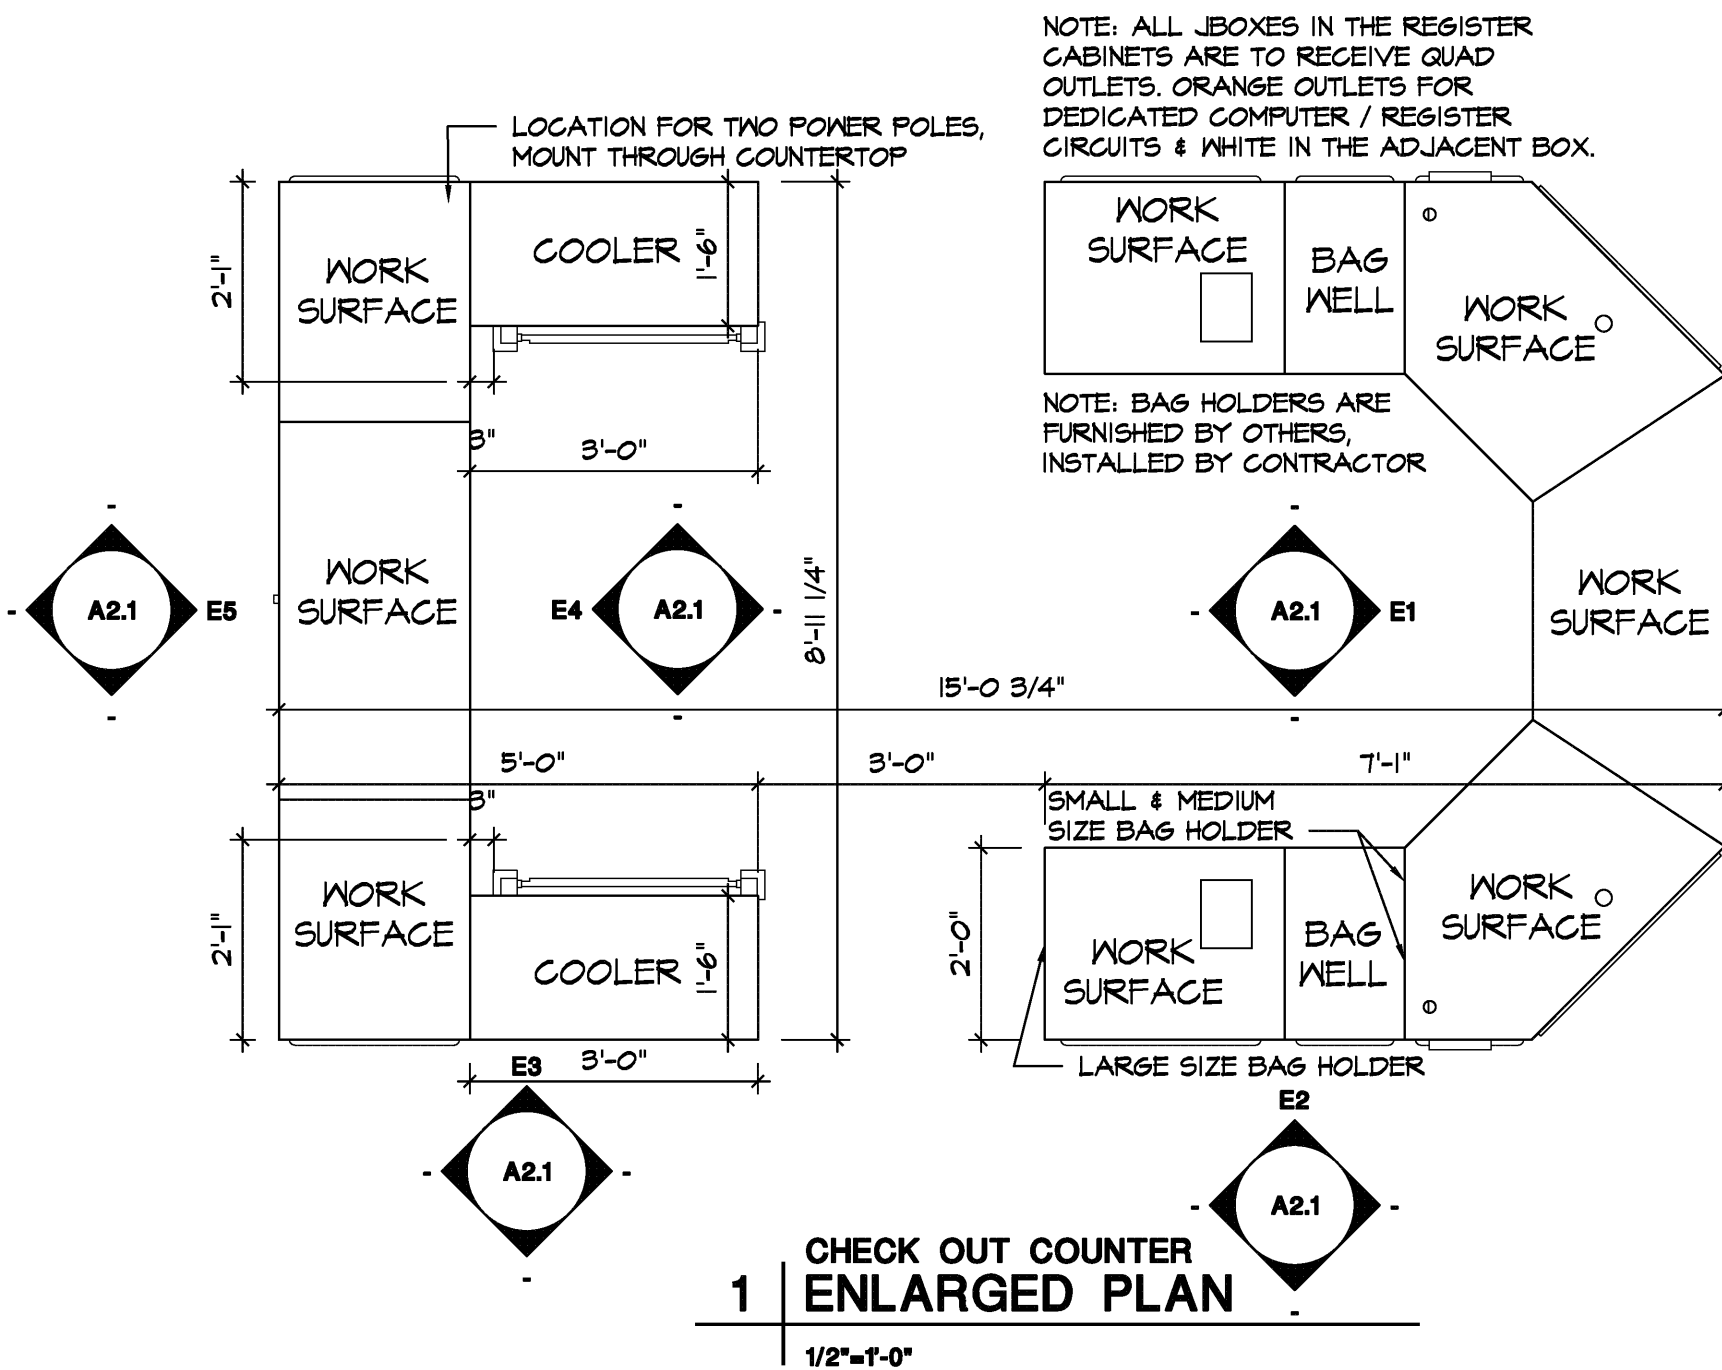 NOTE: ALL JBOXES IN THE REGISTER
CABINETS ARE TO RECEIVE QUAD
OUTLETS. ORANGE OUTLETS FOR
DEDICATED COMPUTER / REGISTER
CIRCUITS & WHITE IN THE ADJACENT BOX.
LOCATION FOR TWO POWER POLES,
MOUNT THROUGH COUNTERTOP
2'-1"
WORK
SURFACE
COOLER
1'-6"
WORK
SURFACE
BAG
WELL
WORK
SURFACE
3"
3'-0"
NOTE: BAG HOLDERS ARE
FURNISHED BY OTHERS,
INSTALLED BY CONTRACTOR
- - - -
- A2.1 E5
-
WORK
SURFACE
E4 A2.1 -
-
8'-11 1/4"
-
- A2.1 E1
-
WORK
SURFACE
15'-0 3/4"
5'-0"
3'-0"
7'-1"
3"
SMALL & MEDIUM
SIZE BAG HOLDER
2'-1"
WORK
SURFACE
COOLER
1'-6"
2'-0"
WORK
SURFACE
BAG
WELL
WORK
SURFACE
3'-0"
LARGE SIZE BAG HOLDER
E3
- A2.1 -
-
E2
- A2.1 -
-
CHECK OUT COUNTER
1 ENLARGED PLAN
1/2"=1'-0"